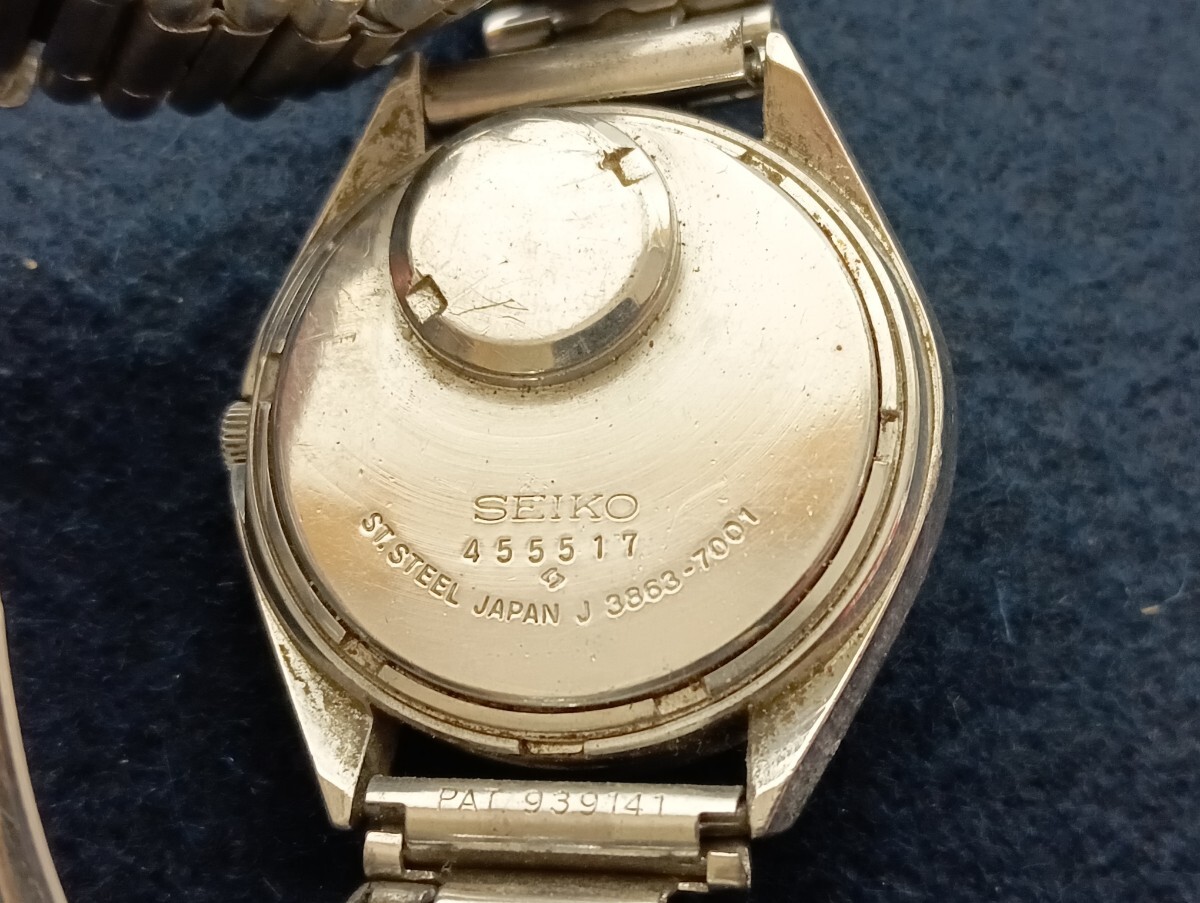 SEIKO
455517
ST.STEEL JAPAN J 3863-7001
PAT. 939141